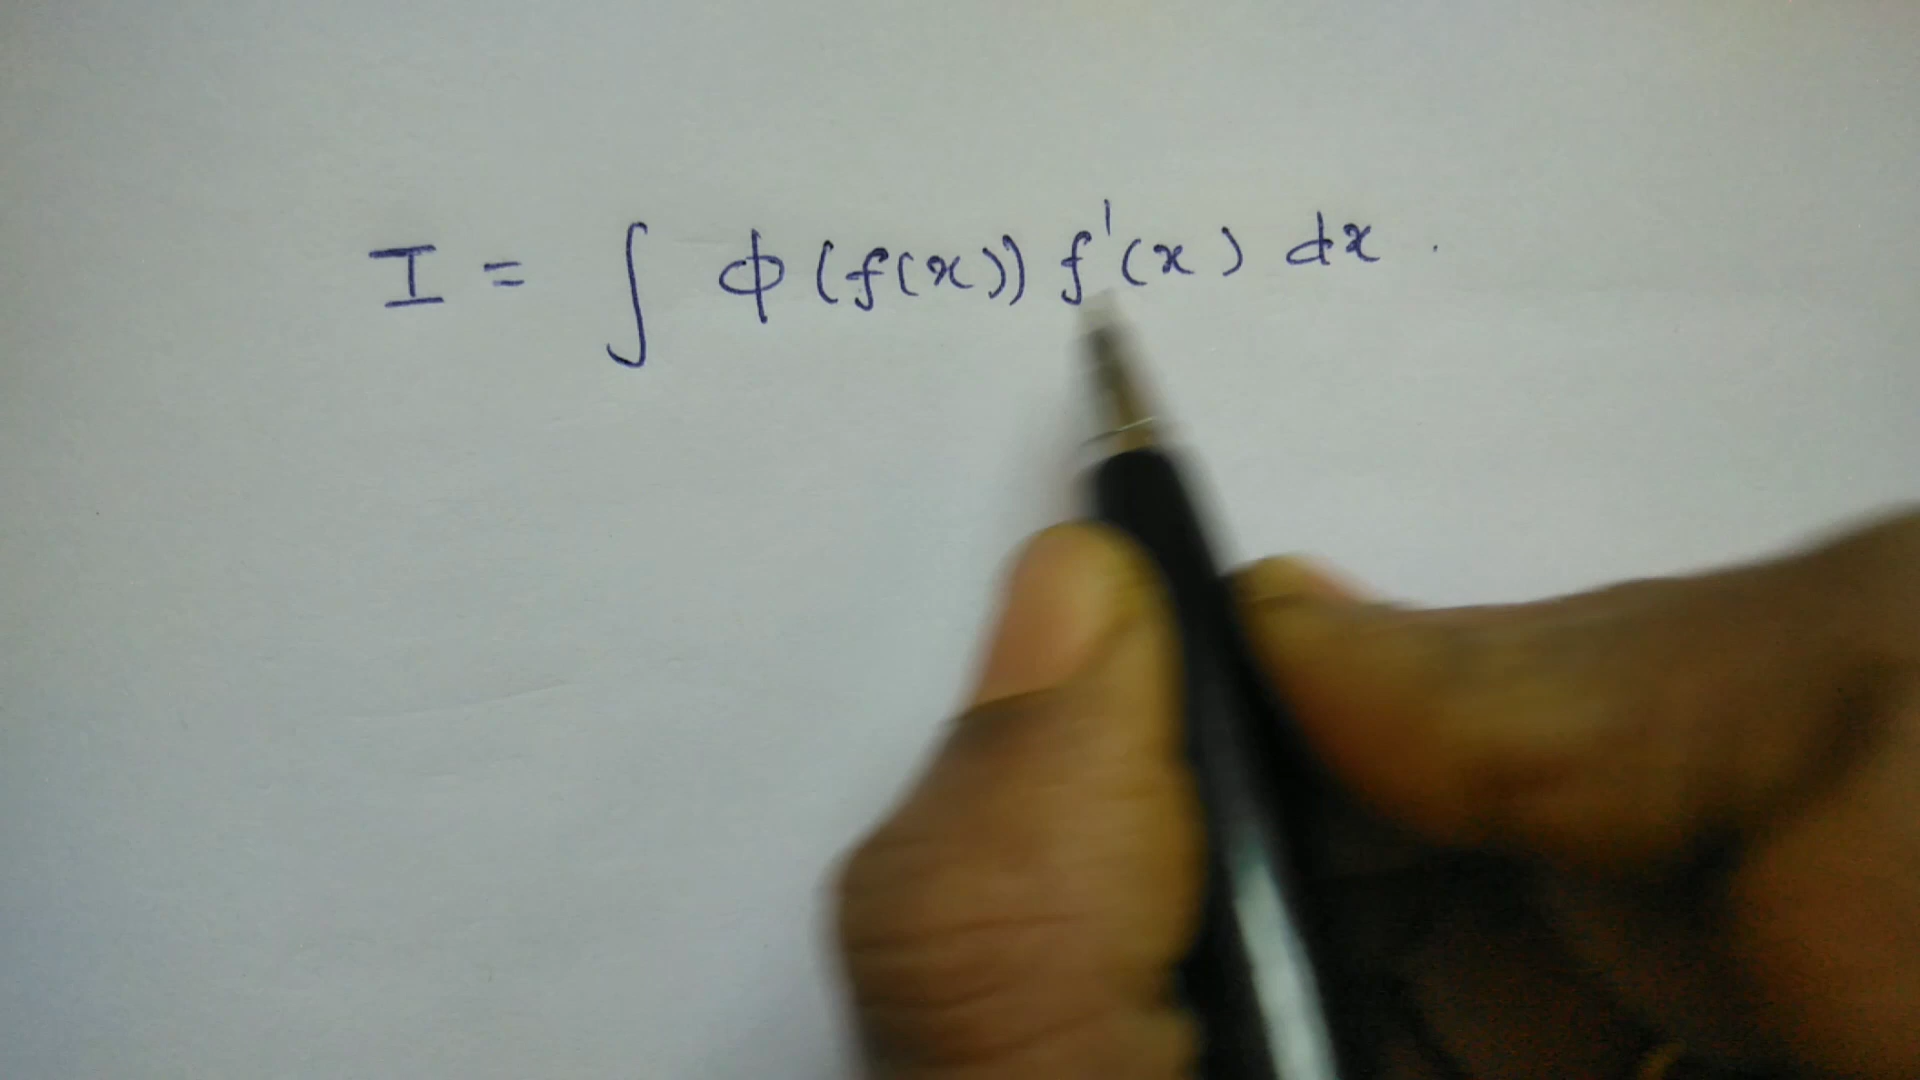 I = ∫ φ(f(x)) f'(x) dx .